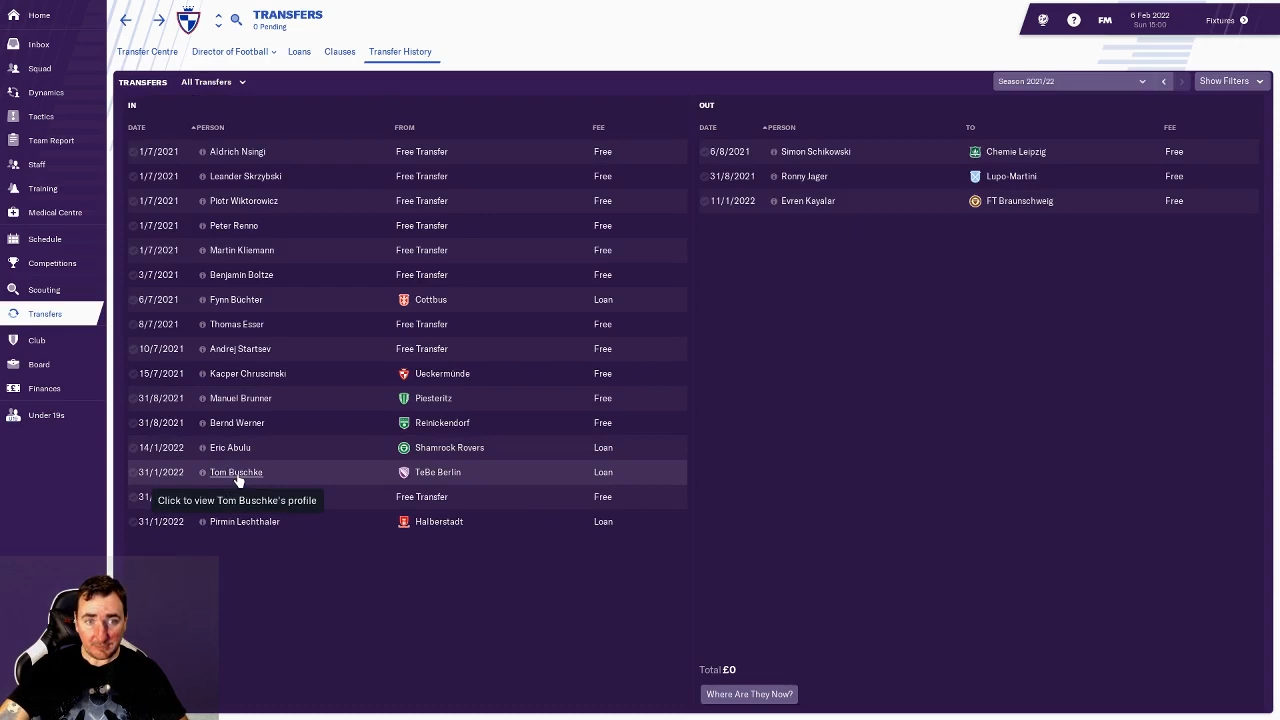 Home
Inbox
Squad
Dynamics
Tactics
Team Report
Staff
Training
Medical Centre
Schedule
Competitions
Scouting
Transfers
Club
Board
Finances
Under 19s
TRANSFERS
0 Pending
FM
6 Feb 2022
Sun 15:00
Fixtures
Transfer Centre Director of Football Loans Clauses Transfer History
TRANSFERS All Transfers
Season 2021/22 Show Filters
IN
DATE PERSON FROM FEE
1/7/2021 Aldrich Nsingi Free Transfer Free
1/7/2021 Leander Skrzybski Free Transfer Free
1/7/2021 Piotr Wiktorowicz Free Transfer Free
1/7/2021 Peter Renno Free Transfer Free
1/7/2021 Martin Kliemann Free Transfer Free
3/7/2021 Benjamin Boltze Free Transfer Free
6/7/2021 Fynn Büchter Cottbus Loan
8/7/2021 Thomas Esser Free Transfer Free
10/7/2021 Andrej Startsev Free Transfer Free
15/7/2021 Kacper Chruscinski Ueckermünde Free
31/8/2021 Manuel Brunner Piesteritz Free
31/8/2021 Bernd Werner Reinickendorf Free
14/1/2022 Eric Abulu Shamrock Rovers Loan
31/1/2022 Tom Buschke TeBe Berlin Loan
31/ Free Transfer Free
Click to view Tom Buschke's profile
31/1/2022 Pirmin Lechthaler Halberstadt Loan
OUT
DATE PERSON TO FEE
6/8/2021 Simon Schikowski Chemie Leipzig Free
31/8/2021 Ronny Jager Lupo-Martini Free
11/1/2022 Evren Kayalar FT Braunschweig Free
Total £0
Where Are They Now?